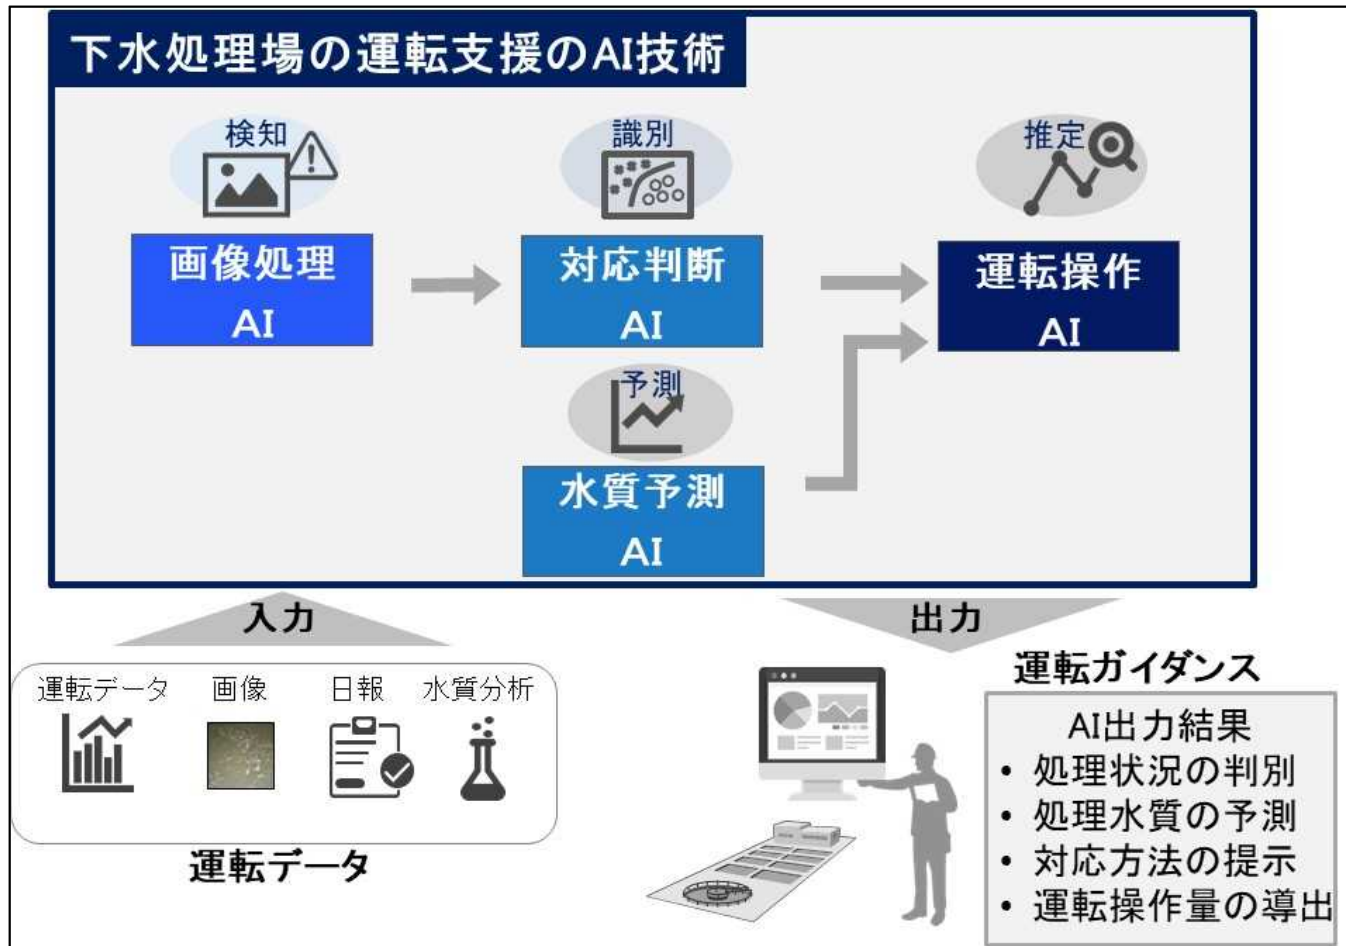 下水処理場の運転支援のAI技術
検知
画像処理
AI
識別
対応判断
AI
推定
運転操作
AI
予測
水質予測
AI
入力
出力
運転データ
画像
日報
水質分析
運転データ
運転ガイダンス
AI出力結果
• 処理状況の判別
• 処理水質の予測
• 対応方法の提示
• 運転操作量の導出